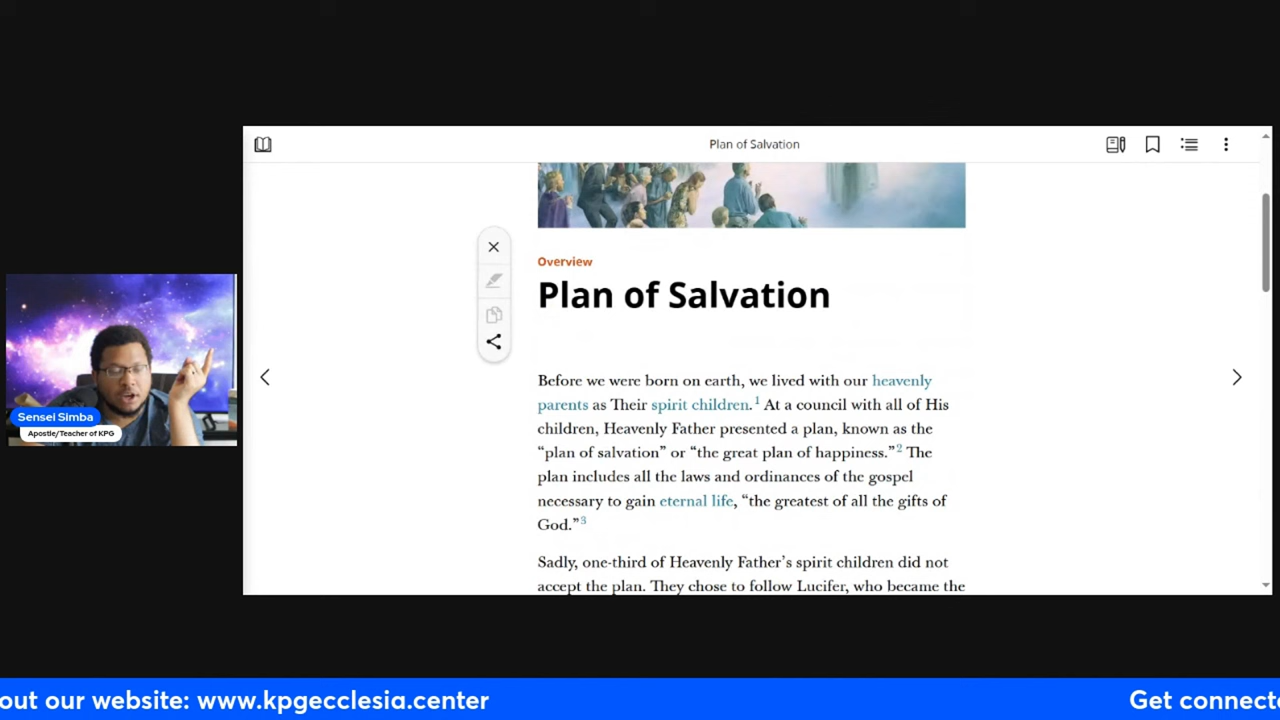 Plan of Salvation
Overview
Plan of Salvation
Before we were born on earth, we lived with our heavenly
parents as Their spirit children.1 At a council with all of His
children, Heavenly Father presented a plan, known as the
“plan of salvation” or “the great plan of happiness.”2 The
plan includes all the laws and ordinances of the gospel
necessary to gain eternal life, “the greatest of all the gifts of
God.”3
Sadly, one-third of Heavenly Father’s spirit children did not
accept the plan. They chose to follow Lucifer, who became the
Sensei Simba
Apostle/Teacher of KPG
out our website: www.kpgecclesia.center
Get connect